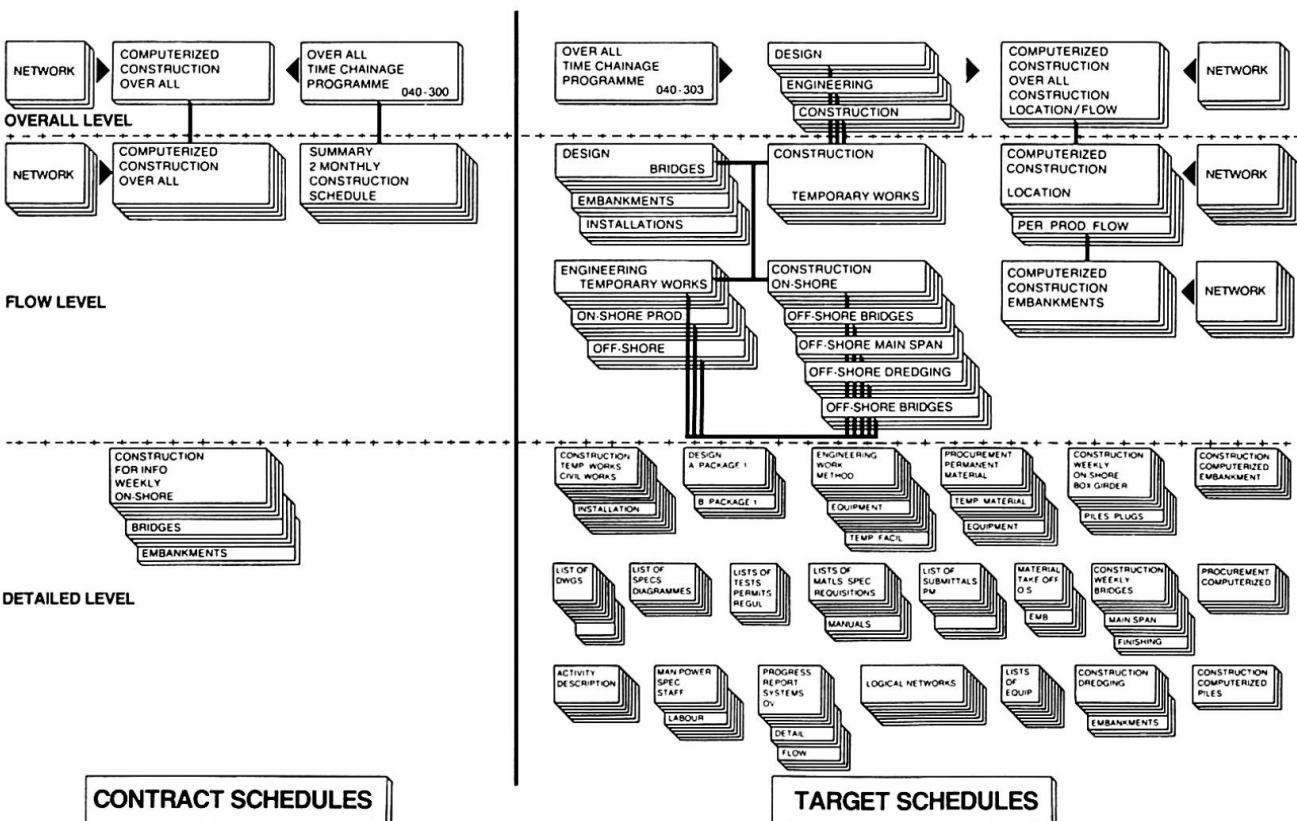 NETWORK
COMPUTERIZED
CONSTRUCTION
OVER ALL
OVER ALL
TIME CHAINAGE
PROGRAMME
040-300
OVERALL LEVEL
NETWORK
COMPUTERIZED
CONSTRUCTION
OVER ALL
SUMMARY
2 MONTHLY
CONSTRUCTION
SCHEDULE
FLOW LEVEL
CONSTRUCTION
FOR INFO
WEEKLY
ON-SHORE
BRIDGES
EMBANKMENTS
DETAILED LEVEL
CONTRACT SCHEDULES
OVER ALL
TIME CHAINAGE
PROGRAMME
040-303
DESIGN
ENGINEERING
CONSTRUCTION
COMPUTERIZED
CONSTRUCTION
OVER ALL
CONSTRUCTION
LOCATION/FLOW
NETWORK
DESIGN
BRIDGES
EMBANKMENTS
INSTALLATIONS
CONSTRUCTION
TEMPORARY WORKS
COMPUTERIZED
CONSTRUCTION
LOCATION
PER PROD. FLOW
NETWORK
ENGINEERING
TEMPORARY WORKS
ON-SHORE PROD.
OFF-SHORE
CONSTRUCTION
ON-SHORE
OFF-SHORE BRIDGES
OFF-SHORE MAIN SPAN
OFF-SHORE DREDGING
OFF-SHORE BRIDGES
COMPUTERIZED
CONSTRUCTION
EMBANKMENTS
NETWORK
CONSTRUCTION
TEMP WORKS
CIVIL WORKS
INSTALLATION
DESIGN
A PACKAGE 1
B PACKAGE 1
ENGINEERING
WORK
METHOD
EQUIPMENT
TEMP FACIL
PROCUREMENT
PERMANENT
MATERIAL
TEMP MATERIAL
EQUIPMENT
CONSTRUCTION
WEEKLY
ON SHORE
BOX GIRDER
PILES PLUGS
CONSTRUCTION
COMPUTERIZED
EMBANKMENT
LIST OF
DWGS
LIST OF
SPECS
DIAGRAMMES
LISTS OF
TESTS
PERMITS
REGUL
LISTS OF
MATLS SPEC
REQUISITIONS
MANUALS
LIST OF
SUBMITTALS
PM
MATERIAL
TAKE OFF
O S
EMB
CONSTRUCTION
WEEKLY
BRIDGES
MAIN SPAN
FINISHING
PROCUREMENT
COMPUTERIZED
ACTIVITY
DESCRIPTION
MAN POWER
SPEC
STAFF
LABOUR
PROGRESS
REPORT
SYSTEMS
OV
DETAIL
FLOW
LOGICAL NETWORKS
LISTS
OF
EQUIP
CONSTRUCTION
DREDGING
EMBANKMENTS
CONSTRUCTION
COMPUTERIZED
PILES
TARGET SCHEDULES